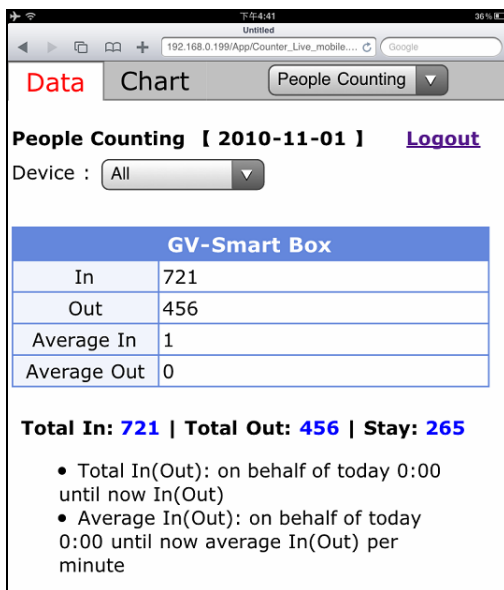 下午4:41
36%
Untitled
192.168.0.199/App/Counter_Live_mobile....
Google
Data
Chart
People Counting
People Counting 【 2010-11-01 】
Logout
Device :
All
GV-Smart Box
In
721
Out
456
Average In
1
Average Out
0
Total In: 721 | Total Out: 456 | Stay: 265
• Total In(Out): on behalf of today 0:00
until now In(Out)
• Average In(Out): on behalf of today
0:00 until now average In(Out) per
minute